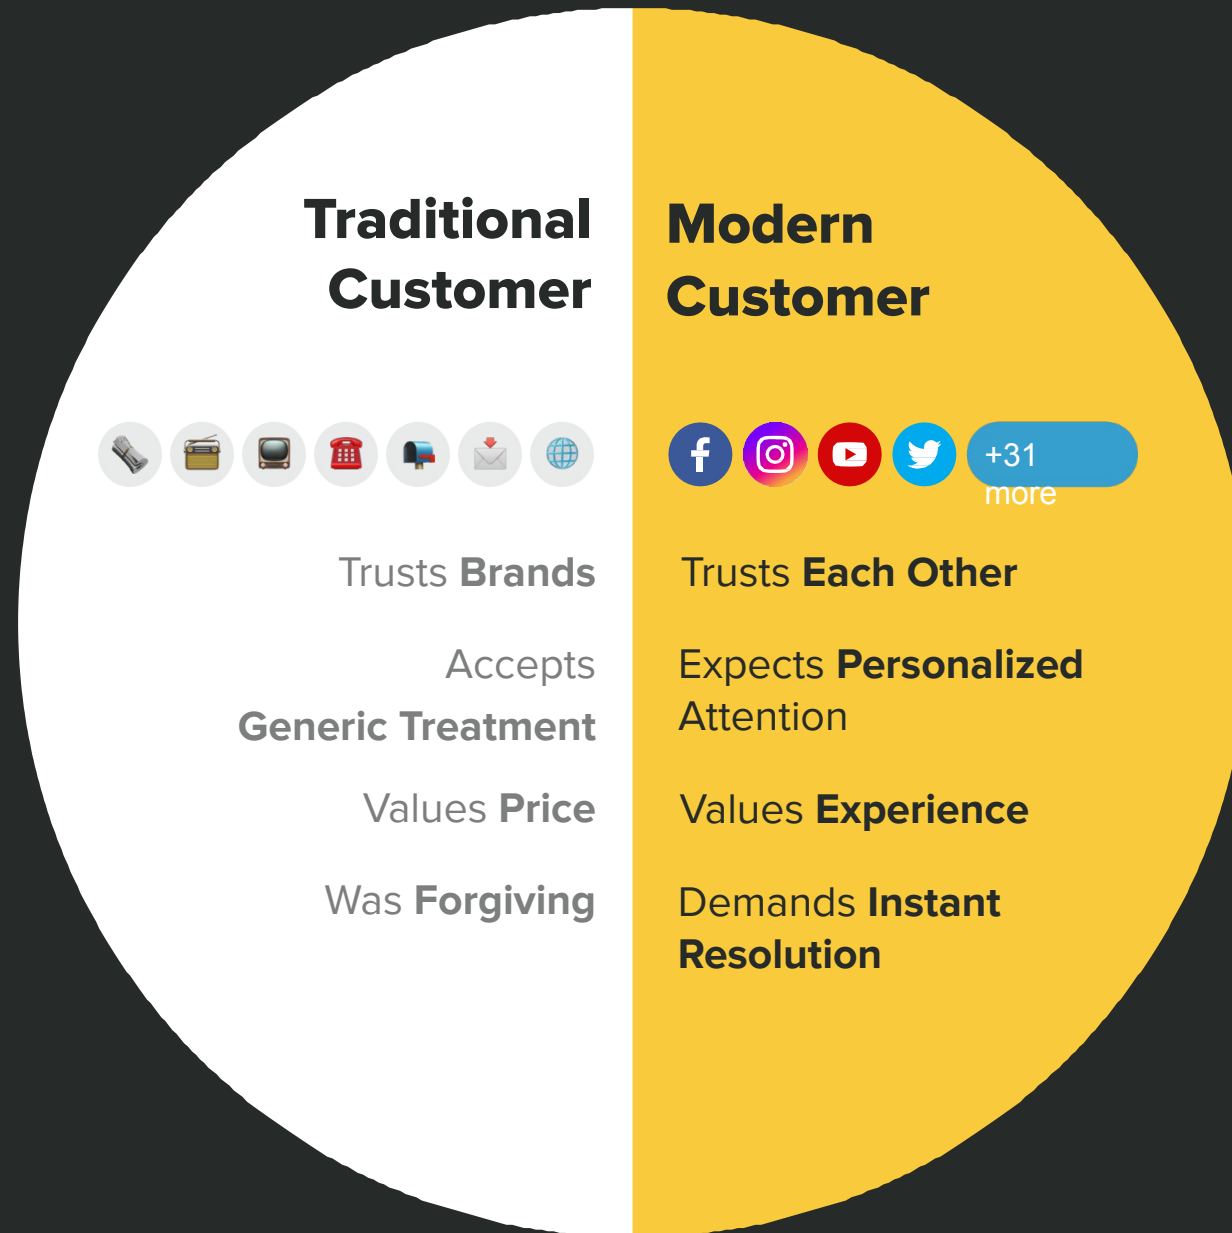 Traditional
Customer
Trusts Brands
Accepts
Generic Treatment
Values Price
Was Forgiving
Modern
Customer
+31
more
Trusts Each Other
Expects Personalized
Attention
Values Experience
Demands Instant
Resolution